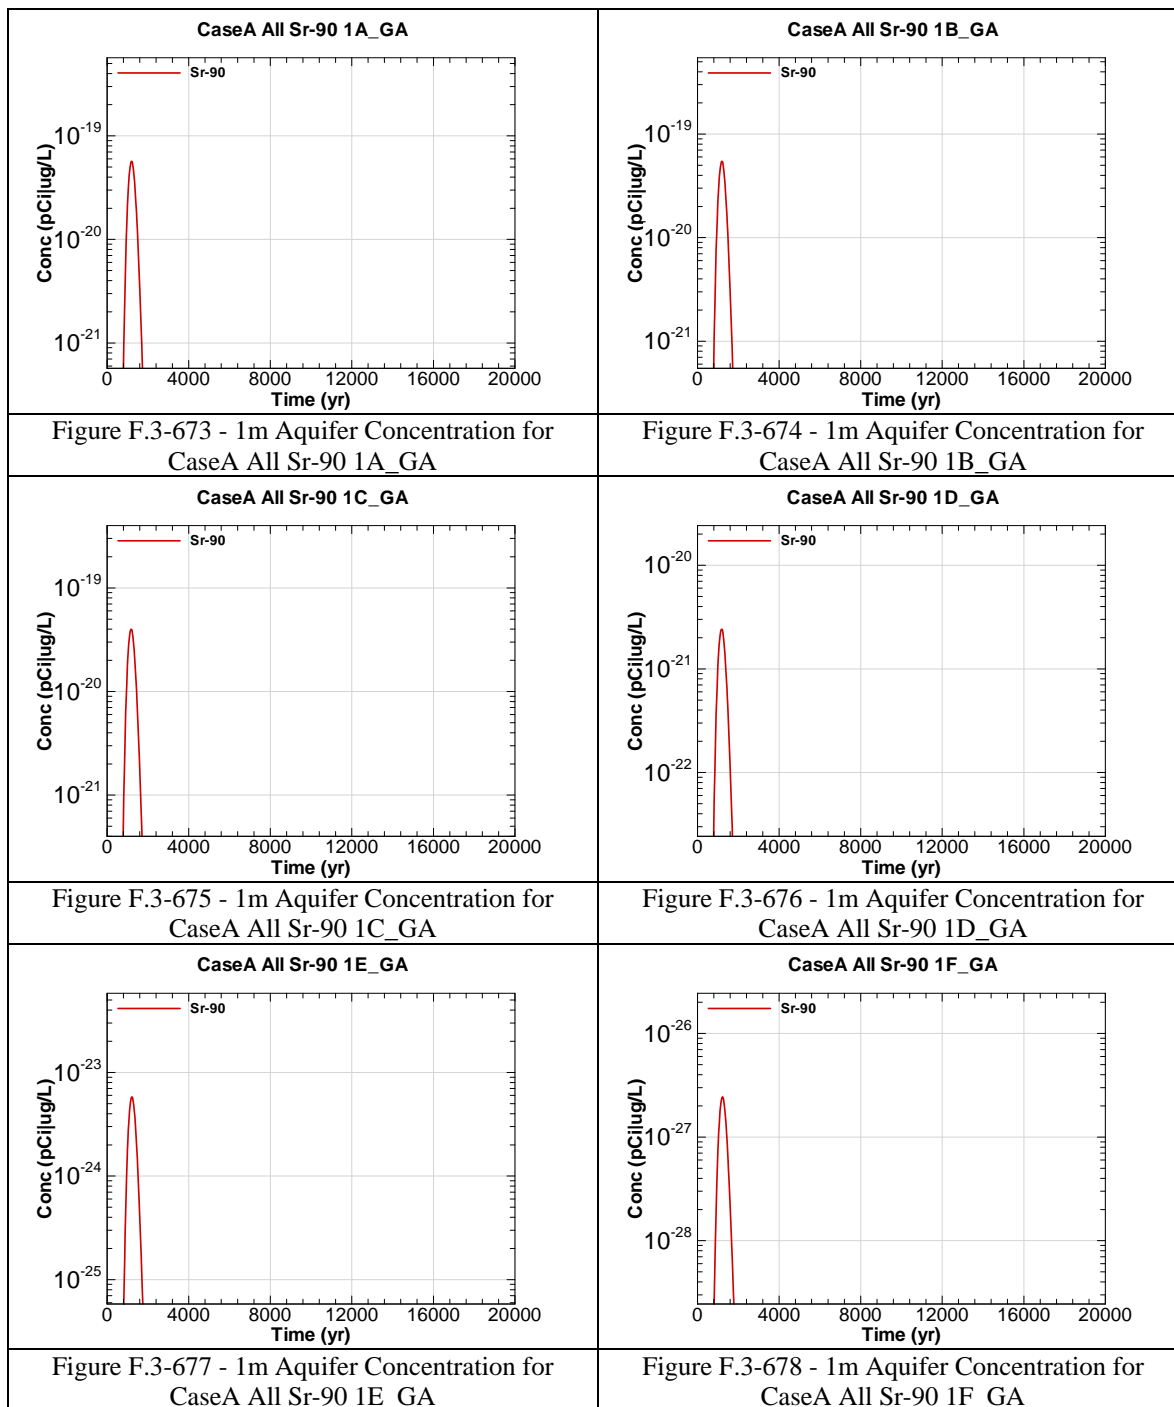 CaseA All Sr-90 1A_GA
Sr-90
10-19
10-20
10-21
Conc (pCi|ug/L)
0 4000 8000 12000 16000 20000
Time (yr)
Figure F.3-673 - 1m Aquifer Concentration for
CaseA All Sr-90 1A_GA
CaseA All Sr-90 1B_GA
Sr-90
10-19
10-20
10-21
Conc (pCi|ug/L)
0 4000 8000 12000 16000 20000
Time (yr)
Figure F.3-674 - 1m Aquifer Concentration for
CaseA All Sr-90 1B_GA
CaseA All Sr-90 1C_GA
Sr-90
10-19
10-20
10-21
Conc (pCi|ug/L)
0 4000 8000 12000 16000 20000
Time (yr)
Figure F.3-675 - 1m Aquifer Concentration for
CaseA All Sr-90 1C_GA
CaseA All Sr-90 1D_GA
Sr-90
10-20
10-21
10-22
Conc (pCi|ug/L)
0 4000 8000 12000 16000 20000
Time (yr)
Figure F.3-676 - 1m Aquifer Concentration for
CaseA All Sr-90 1D_GA
CaseA All Sr-90 1E_GA
Sr-90
10-23
10-24
10-25
Conc (pCi|ug/L)
0 4000 8000 12000 16000 20000
Time (yr)
Figure F.3-677 - 1m Aquifer Concentration for
CaseA All Sr-90 1E_GA
CaseA All Sr-90 1F_GA
Sr-90
10-26
10-27
10-28
Conc (pCi|ug/L)
0 4000 8000 12000 16000 20000
Time (yr)
Figure F.3-678 - 1m Aquifer Concentration for
CaseA All Sr-90 1F_GA